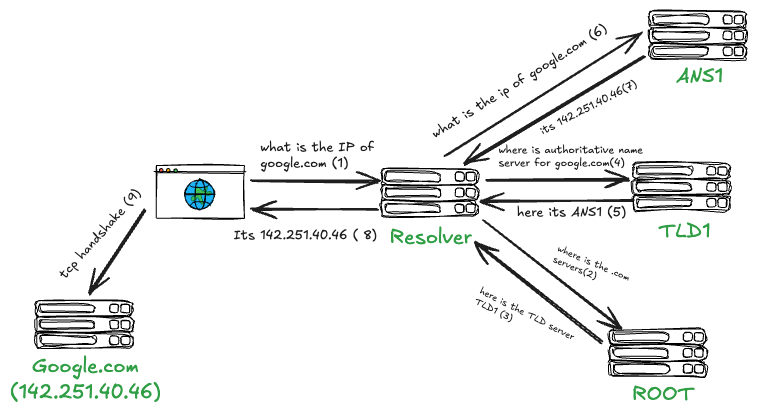 what is the ip of google.com (6)
ANS1
its 142.251.40.46(7)
what is the IP of
google.com (1)
where is authoritative name
server for google.com(4)
here its ANS1 (5)
TLD1
Its 142.251.40.46 ( 8)
Resolver
tcp handshake (9)
where is the .com
servers(2)
here is the TLD server
TLD1 (3)
Google.com
(142.251.40.46)
ROOT